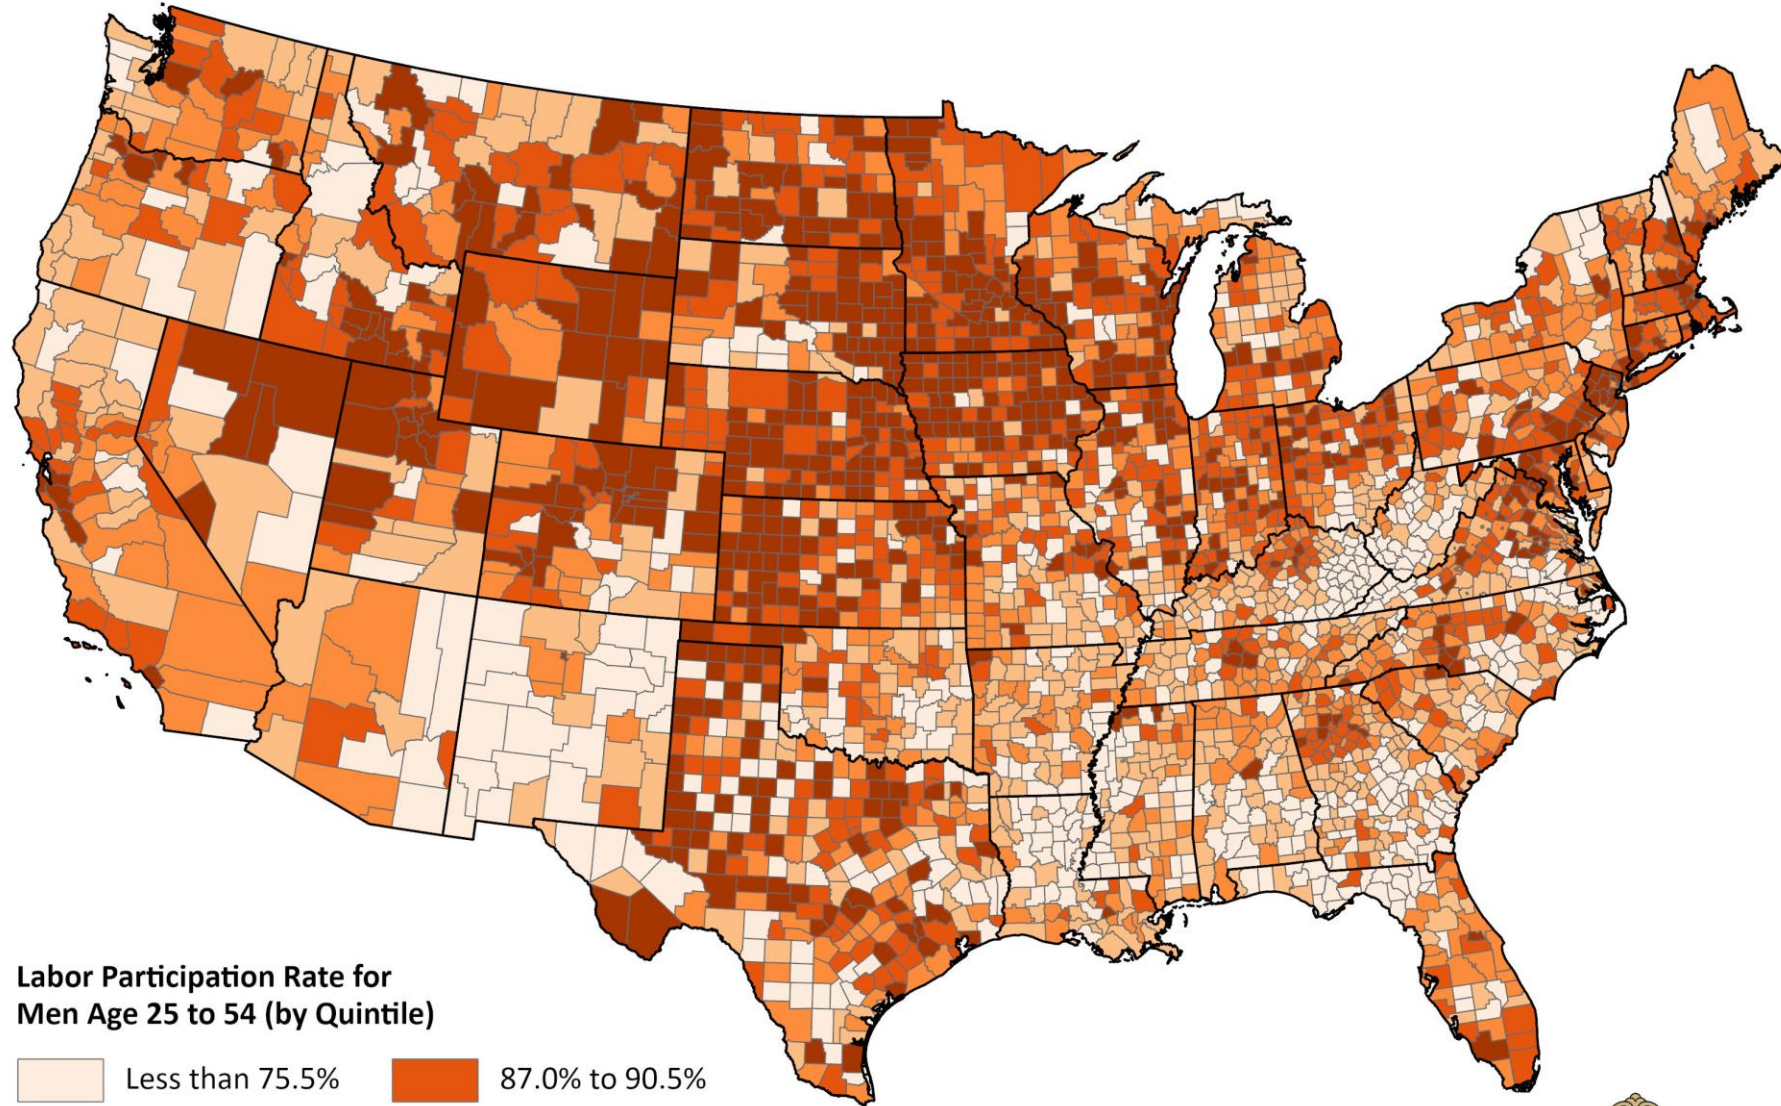 Labor Participation Rate for
Men Age 25 to 54 (by Quintile)
Less than 75.5%
87.0% to 90.5%